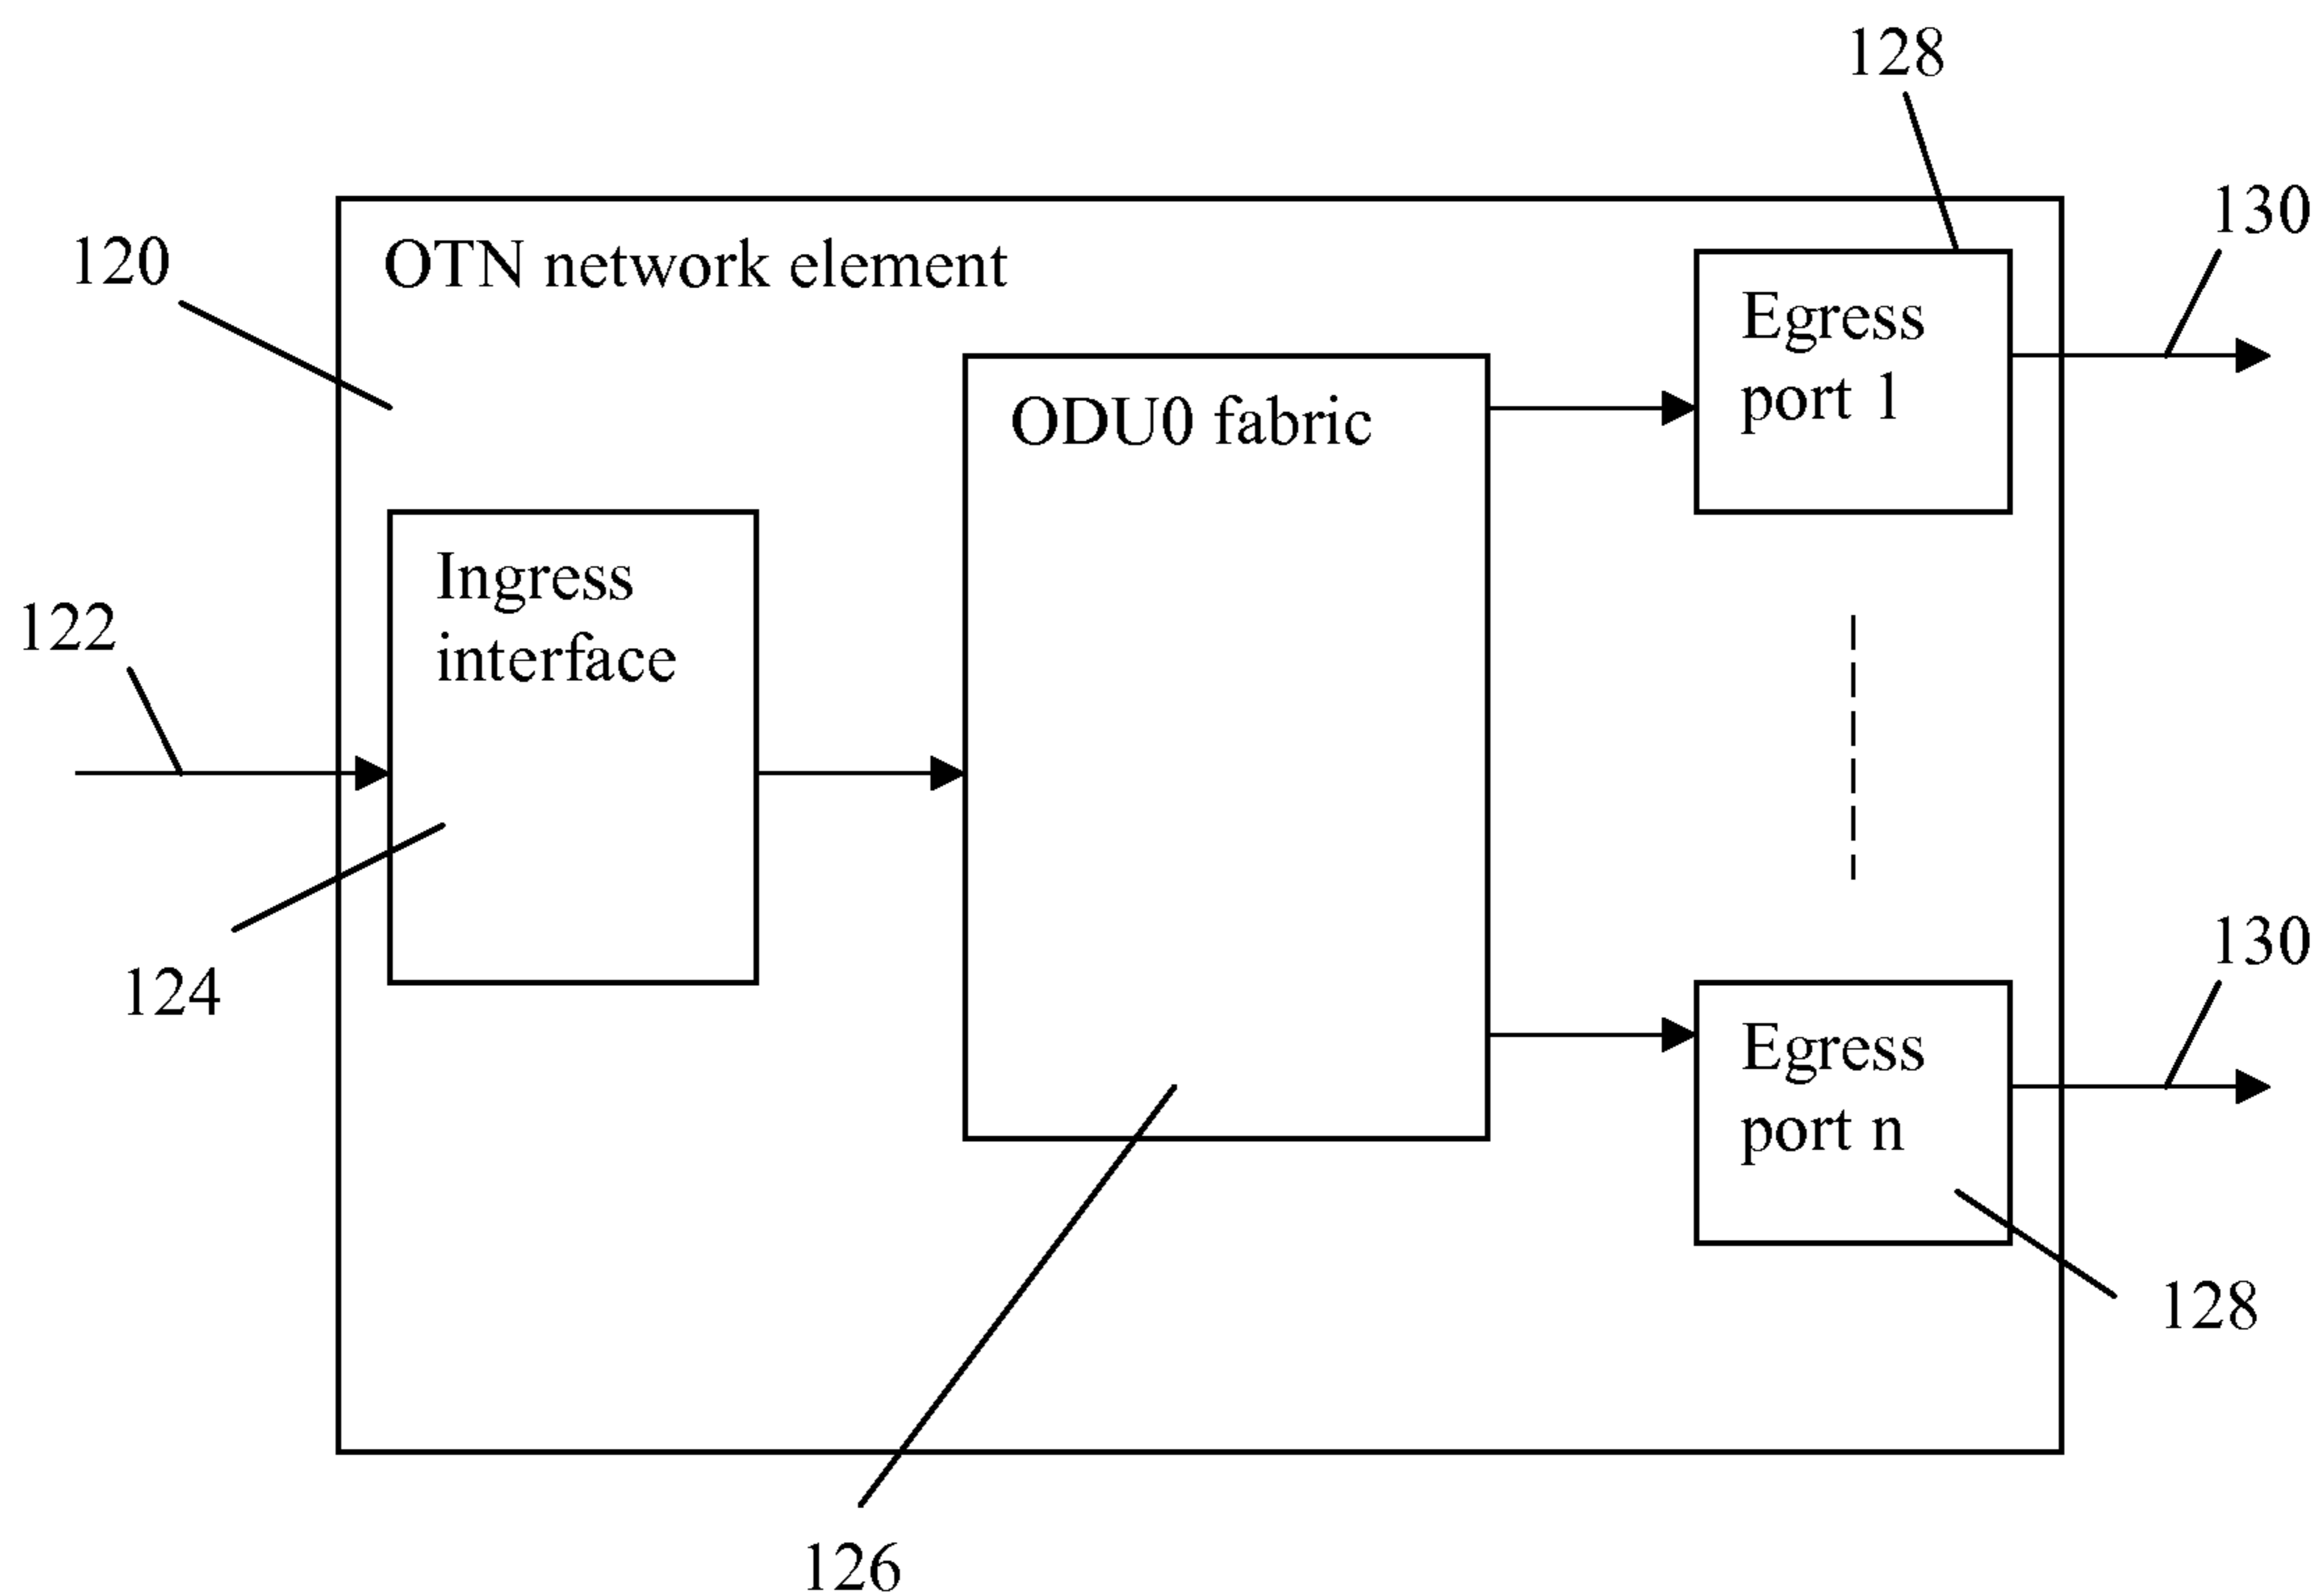 128
130
120
OTN network element
Egress
port 1
ODU0 fabric
Ingress
interface
122
124
130
Egress
port n
128
126